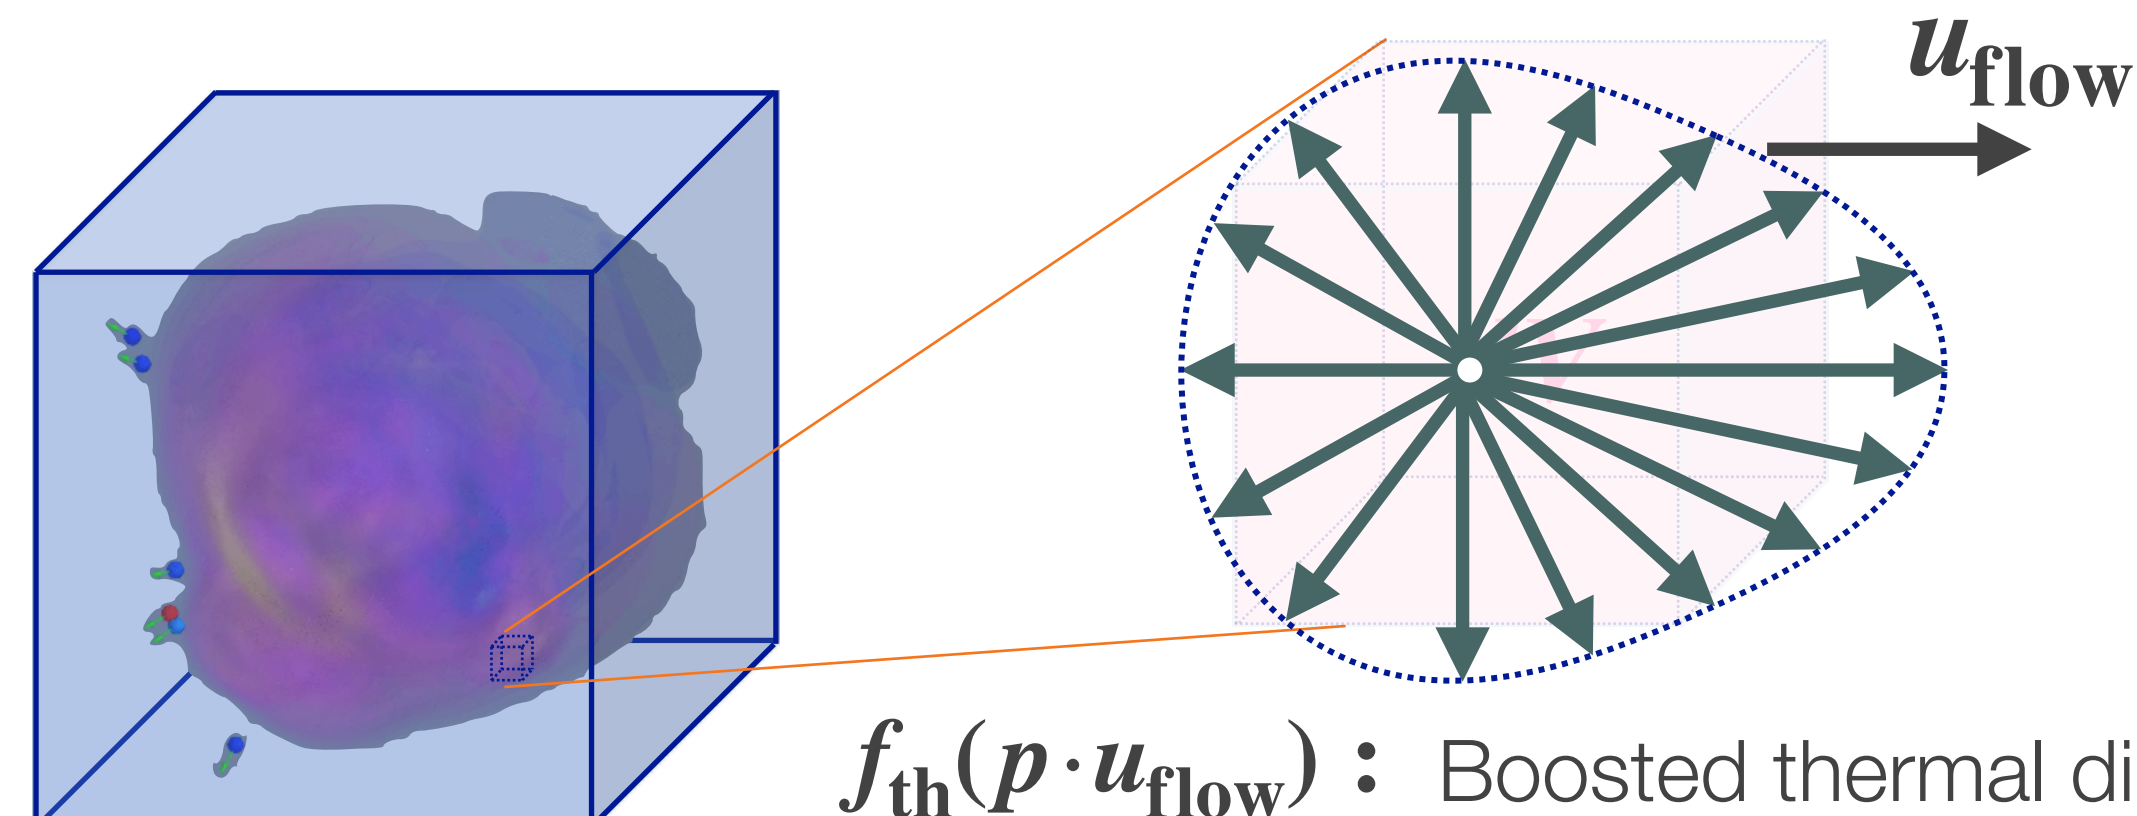 u_flow
V
f_th(p · u_flow) : Boosted thermal di